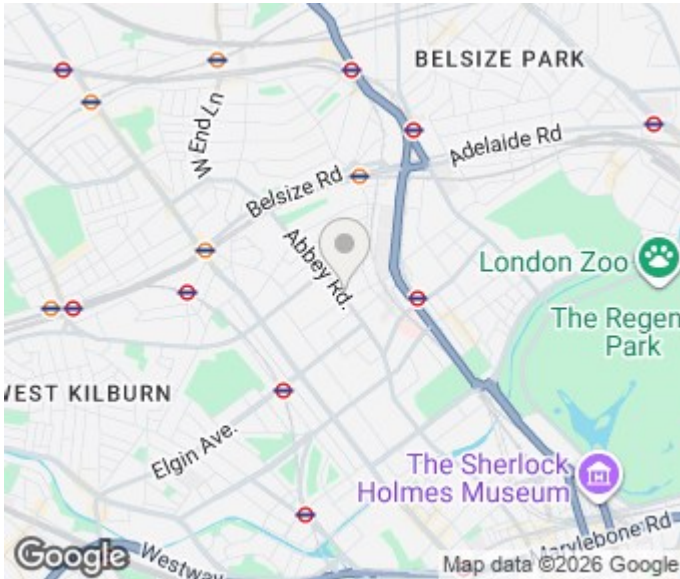 BELSIZE PARK
W End Ln
Adelaide Rd
Belsize Rd
Abbey Rd.
London Zoo
The Regen
Park
VEST KILBURN
Elgin Ave.
The Sherlock
Holmes Museum
Marylebone Rd
Westway
Google
Map data ©2026 Google